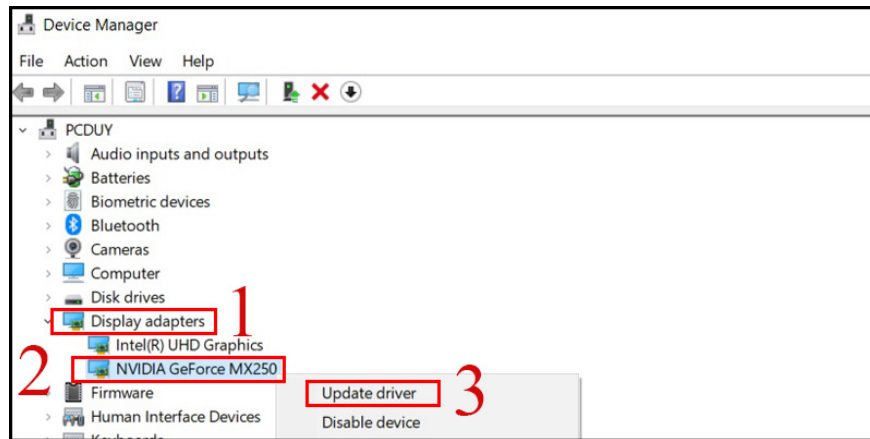 Device Manager
File Action View Help
PCDUY
Audio inputs and outputs
Batteries
Biometric devices
Bluetooth
Cameras
Computer
Disk drives
Display adapters 1
Intel(R) UHD Graphics
2 NVIDIA GeForce MX250
Firmware
Update driver 3
Human Interface Devices
Disable device
Keyboards